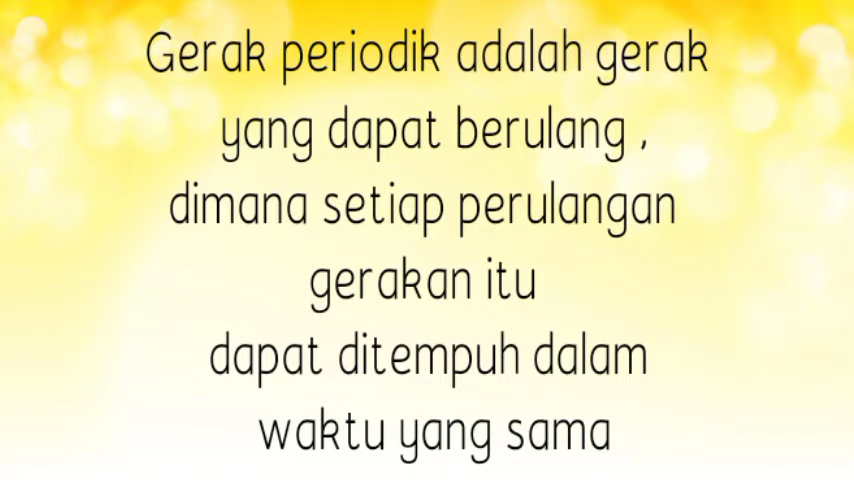 Gerak periodik adalah gerak
yang dapat berulang ,
dimana setiap perulangan
gerakan itu
dapat ditempuh dalam
waktu yang sama